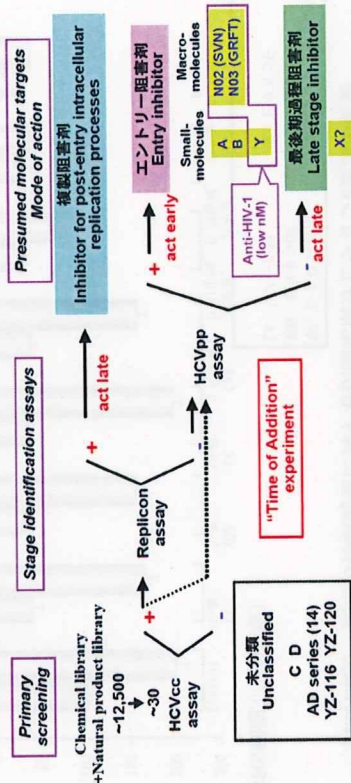 Primary
screening
Stage identification assays
Presumed molecular targets
Mode of action
Chemical library
+Natural product library
~12,500
~30
HCVcc
assay
+
-
Replicon
assay
+
-
act late
複製阻害剤
Inhibitor for post-entry intracellular
replication processes
HCVpp
assay
+
-
act early
エントリー阻害剤
Entry inhibitor
Small-
molecules
Macro-
molecules
A
B
Y
N02 (SVN)
N03 (GRFT)
Anti-HIV-1
(low nM)
act late
最後期過程阻害剤
Late stage inhibitor
X?
"Time of Addition"
experiment
未分類
Unclassified
C D
AD series (14)
YZ-116 YZ-120